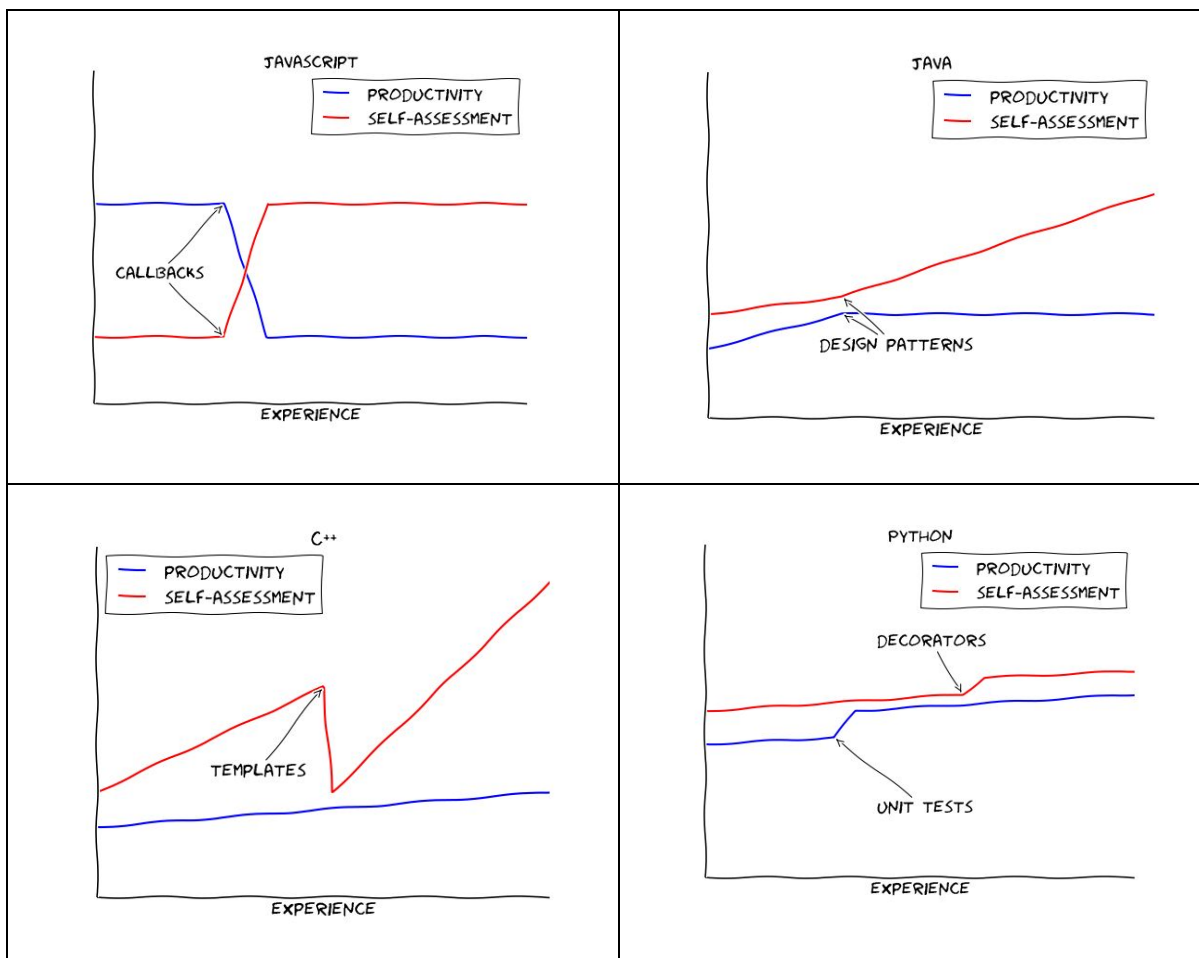 JAVASCRIPT
PRODUCTIVITY
SELF-ASSESSMENT
CALLBACKS
EXPERIENCE
JAVA
PRODUCTIVITY
SELF-ASSESSMENT
DESIGN PATTERNS
EXPERIENCE
C++
PRODUCTIVITY
SELF-ASSESSMENT
TEMPLATES
EXPERIENCE
PYTHON
PRODUCTIVITY
SELF-ASSESSMENT
DECORATORS
UNIT TESTS
EXPERIENCE